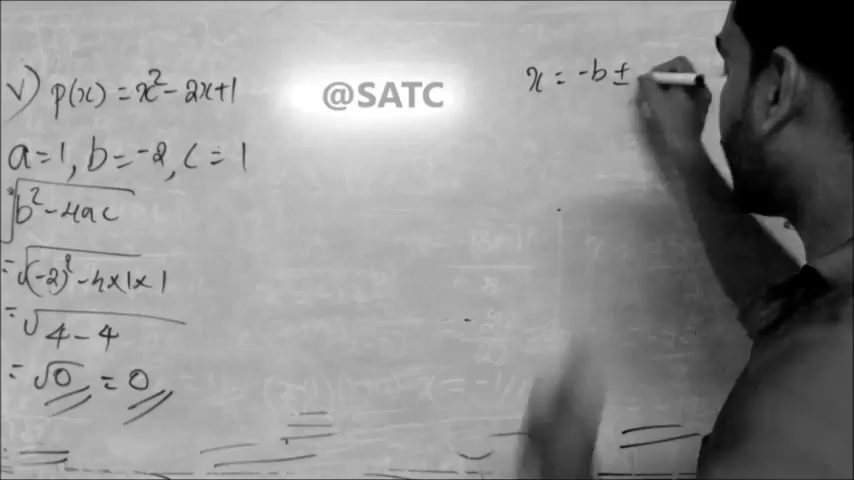 v) p(x) = x² - 2x+1
@SATC
x = -b ±
a=1, b=-2, c=1
√b² - 4ac
= √(-2)² - 4×1×1
= √4 - 4
= √0 = 0